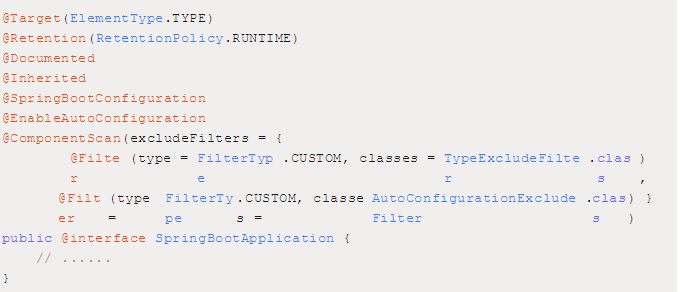 @Target(ElementType.TYPE)
@Retention(RetentionPolicy.RUNTIME)
@Documented
@Inherited
@SpringBootConfiguration
@EnableAutoConfiguration
@ComponentScan(excludeFilters = {
@Filte (type = FilterTyp .CUSTOM, classes = TypeExcludeFilte .clas )
r e r s ,
@Filt (type FilterTy.CUSTOM, classe AutoConfigurationExclude .clas) }
er = pe s = Filter s )
public @interface SpringBootApplication {
// ......
}